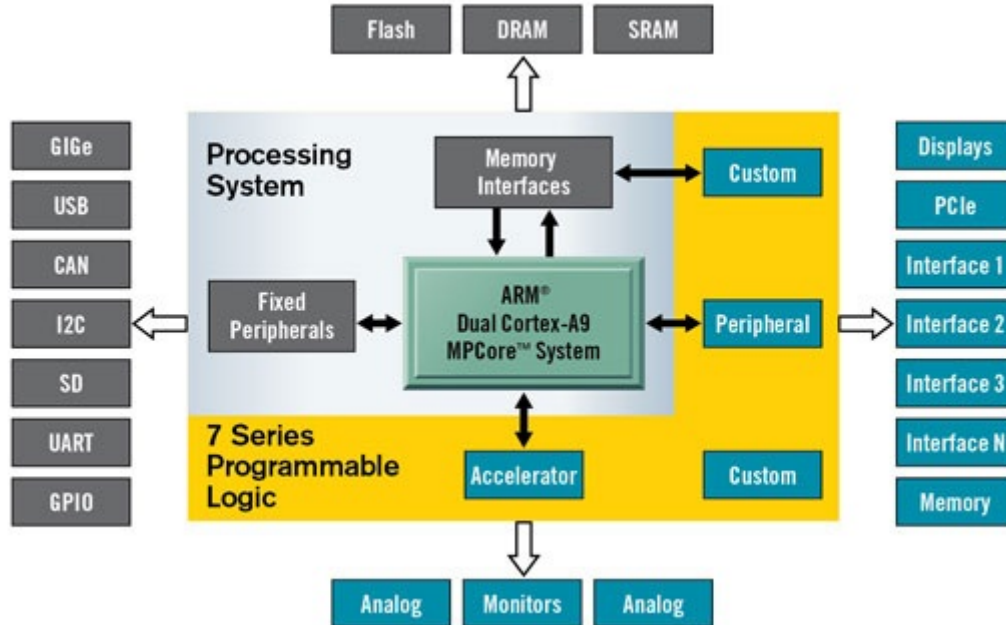 Flash
DRAM
SRAM
GIGe
USB
CAN
I2C
SD
UART
GPIO
Processing
System
Memory
Interfaces
Custom
Fixed
Peripherals
ARM®
Dual Cortex-A9
MPCore™ System
Peripheral
7 Series
Programmable
Logic
Accelerator
Custom
Displays
PCIe
Interface 1
Interface 2
Interface 3
Interface N
Memory
Analog
Monitors
Analog